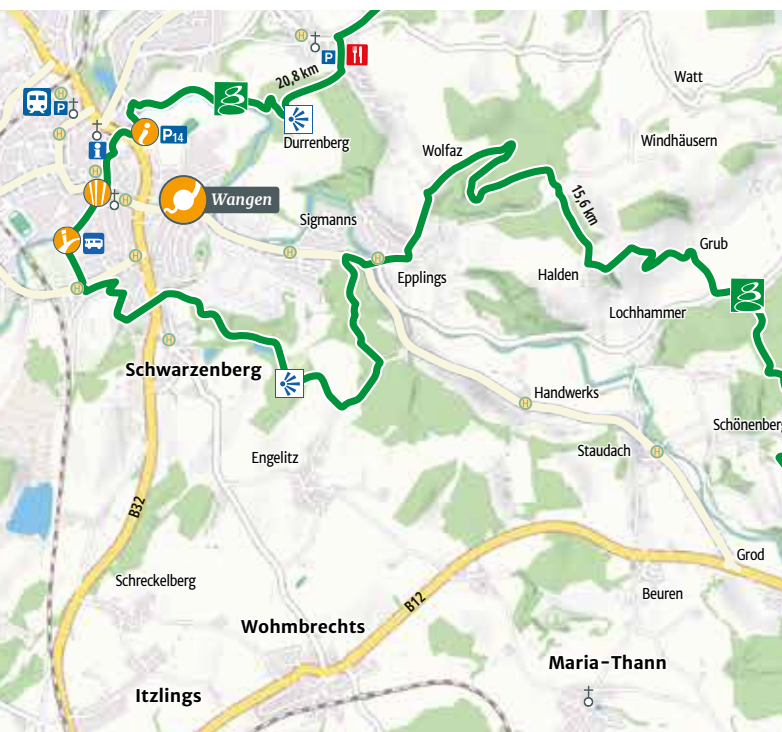 H
P
20,8 km
Watt
P
H
H
i
P14
Durrenberg
Wolfaz
Windhäusern
i
H
H
H
Wangen
15,6 km
Sigmanns
Grub
H
H
H
Epplings
Halden
H
Lochhammer
H
Schwarzenberg
Handwerks
H
Schönenberg
Staudach
H
Engelitz
B32
Grod
Schreckelberg
Beuren
B12
Wohmbrechts
Maria-Thann
Itzlings